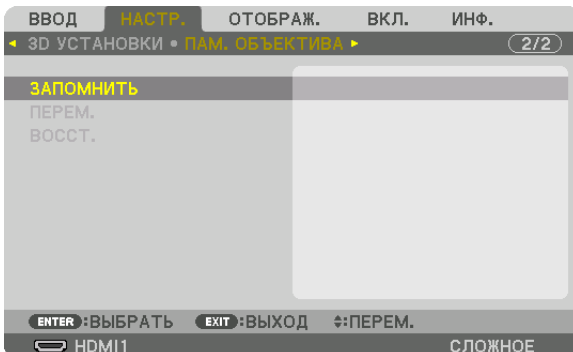 ВВОД НАСТР. ОТОБРАЖ. ВКЛ. ИНФ.
3D УСТАНОВКИ • ПАМ. ОБЪЕКТИВА 2/2
ЗАПОМНИТЬ
ПЕРЕМ.
ВОССТ.
ENTER :ВЫБРАТЬ EXIT :ВЫХОД :ПЕРЕМ.
HDMI1 СЛОЖНОЕ